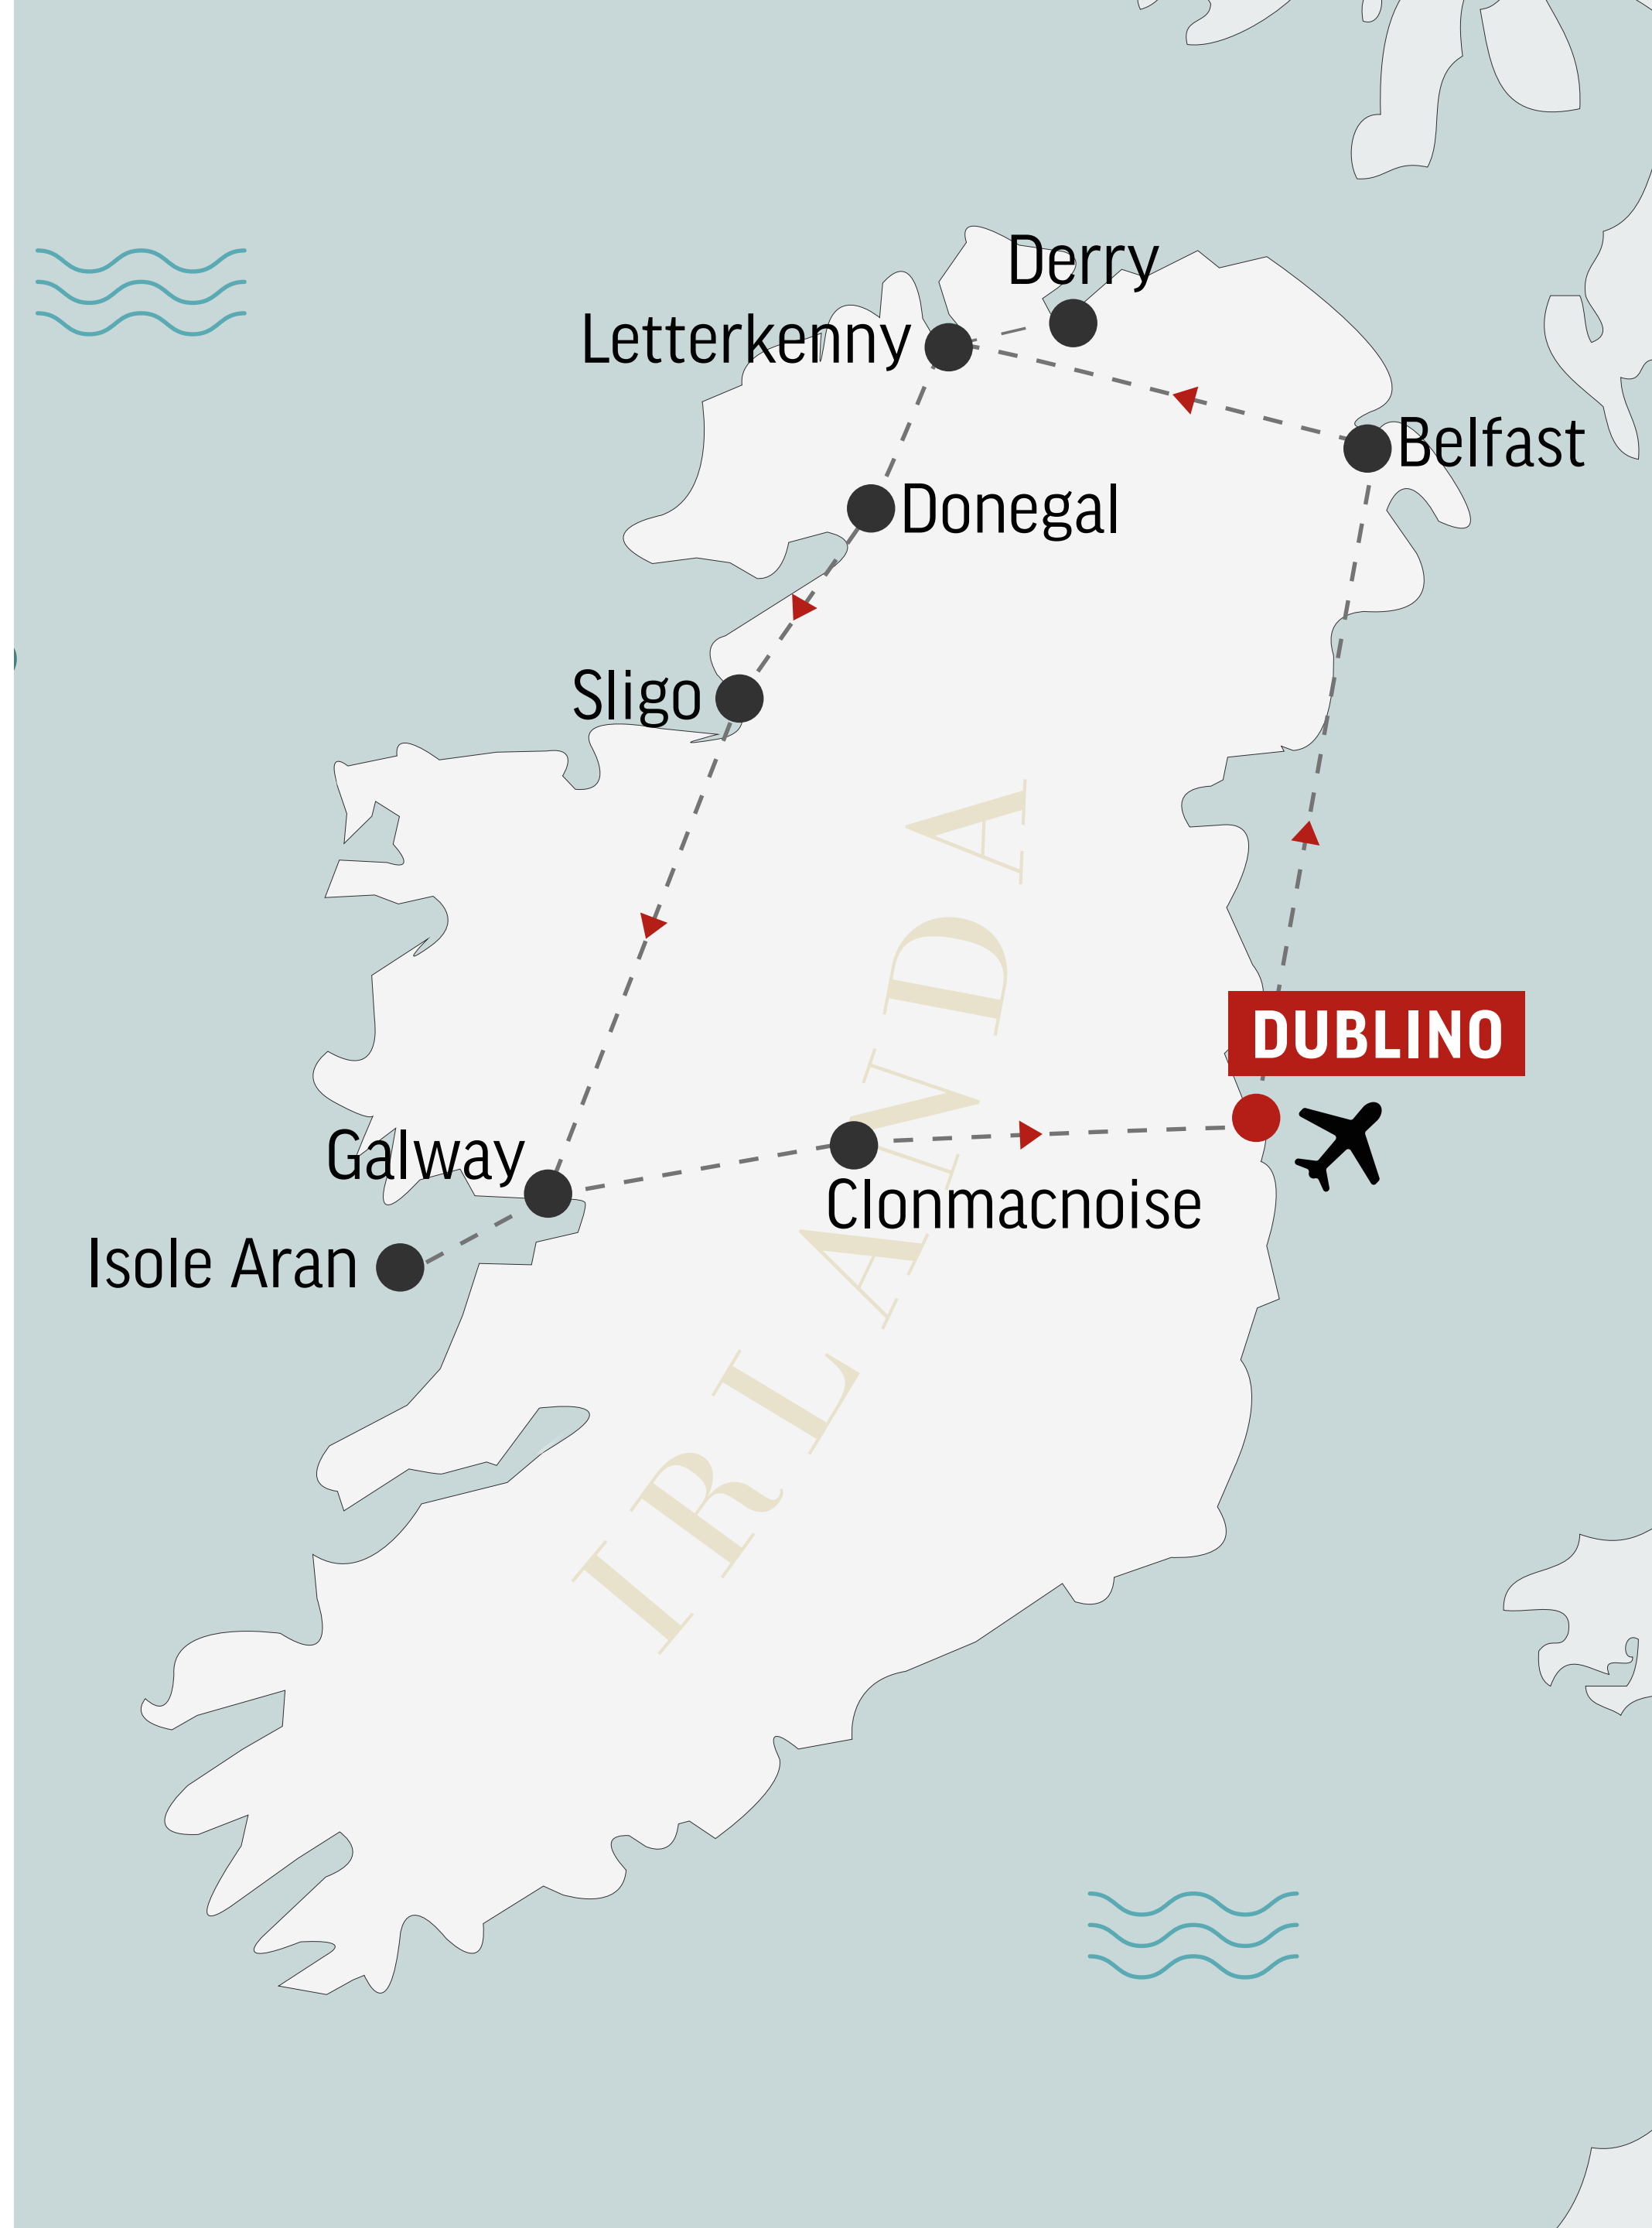 Derry
Letterkenny
Belfast
Donegal
Sligo
DUBLINO
Galway
Clonmacnoise
Isole Aran
IRLANDA